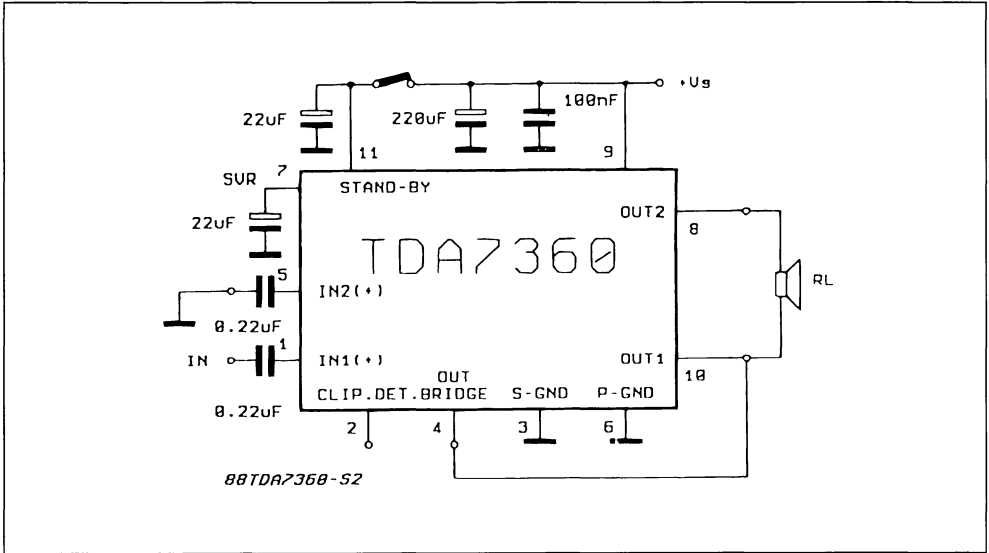 +Vs
100nF
22uF
220uF
11
9
7
SVR
STAND-BY
22uF
OUT2
8
TDA7360
5
IN2(+)
RL
0.22uF
1
IN
IN1(+)
OUT1
10
OUT
CLIP.DET.BRIDGE
S-GND
P-GND
0.22uF
2
4
3
6
88TDA7360-S2